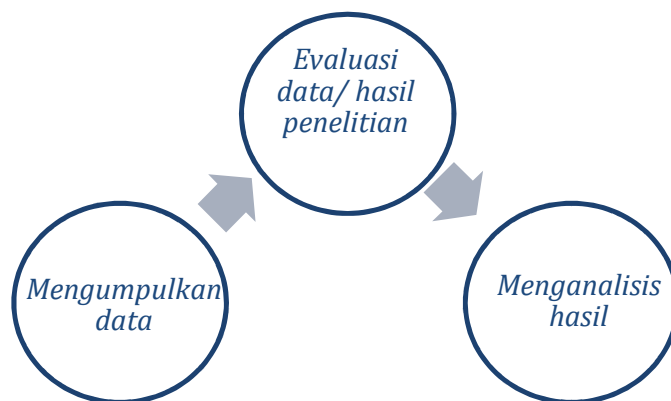 Evaluasi
data/ hasil
penelitian
Mengumpulkan
data
Menganalisis
hasil